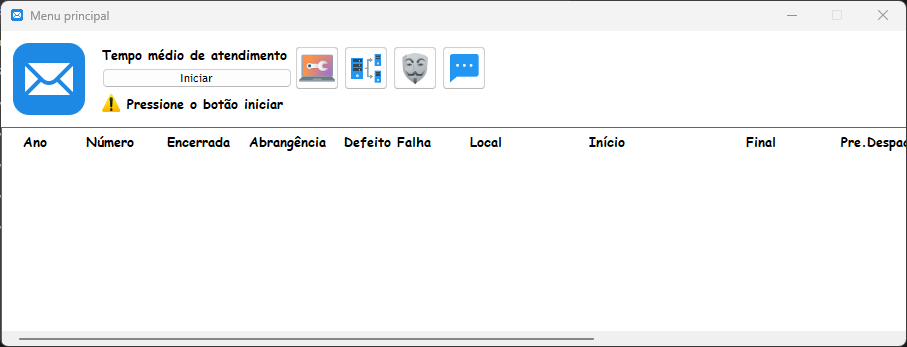 Menu principal
Tempo médio de atendimento
Iniciar
Pressione o botão iniciar
Ano Número Encerrada Abrangência Defeito Falha Local Início Final Pre.Despac